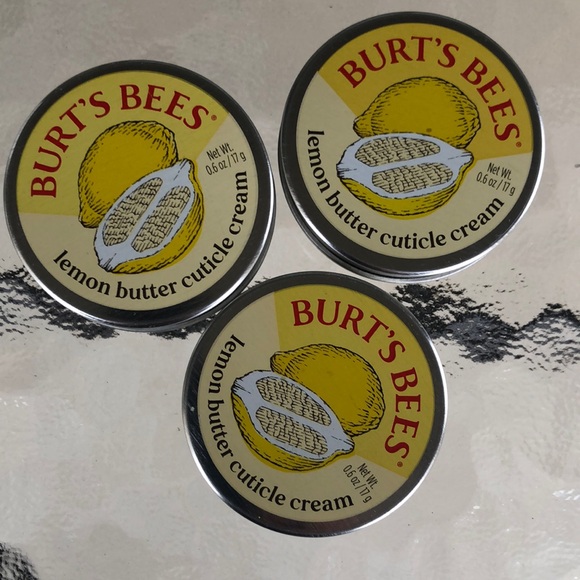 BURT'S BEES®
Net Wt.
0.6 oz / 17 g
lemon butter cuticle cream
BURT'S BEES®
Net Wt.
0.6 oz / 17 g
lemon butter cuticle cream
BURT'S BEES®
Net Wt.
0.6 oz / 17 g
lemon butter cuticle cream